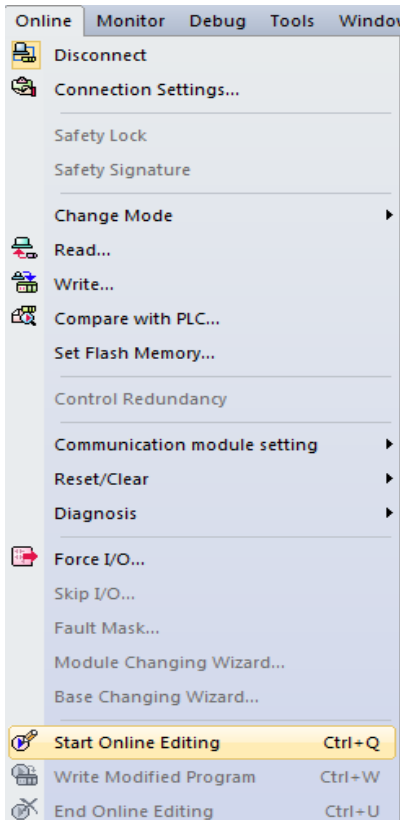 Online Monitor Debug Tools Window
Disconnect
Connection Settings...
Safety Lock
Safety Signature
Change Mode
Read...
Write...
Compare with PLC...
Set Flash Memory...
Control Redundancy
Communication module setting
Reset/Clear
Diagnosis
Force I/O...
Skip I/O...
Fault Mask...
Module Changing Wizard...
Base Changing Wizard...
Start Online Editing Ctrl+Q
Write Modified Program Ctrl+W
End Online Editing Ctrl+U